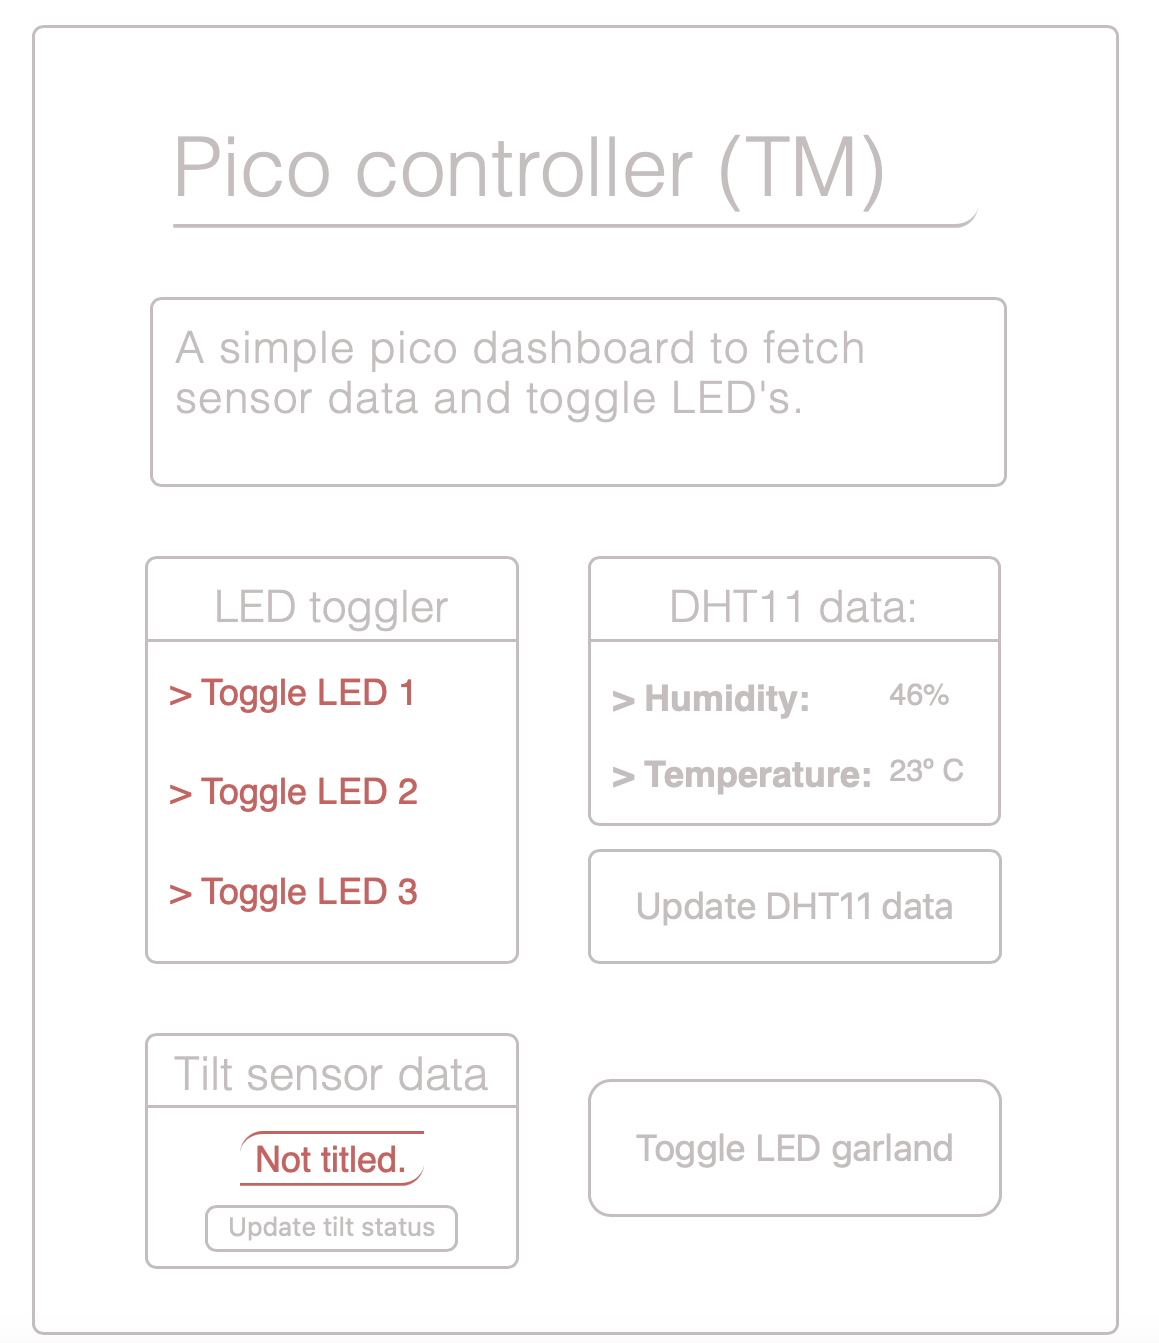 Pico controller (TM)
A simple pico dashboard to fetch
sensor data and toggle LED's.
LED toggler
> Toggle LED 1
> Toggle LED 2
> Toggle LED 3
DHT11 data:
> Humidity: 46%
> Temperature: 23º C
Update DHT11 data
Tilt sensor data
Not titled.
Update tilt status
Toggle LED garland